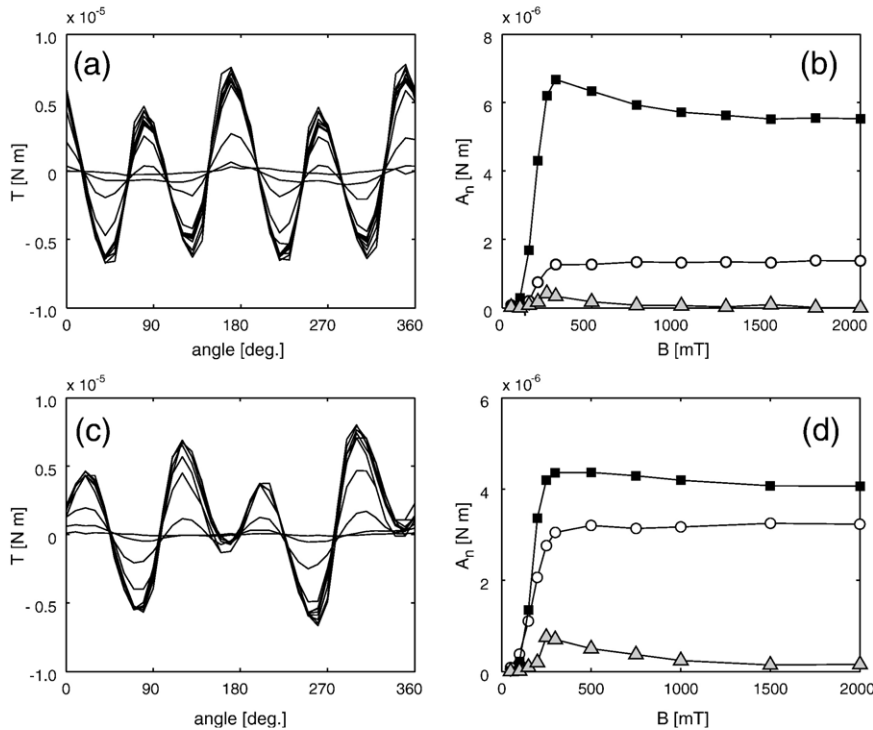 x 10⁻⁵
1.0
0.5
0
- 0.5
-1.0
T [N m]
(a)
0
90
180
270
360
angle [deg.]
x 10⁻⁶
8
6
4
2
0
Aₙ [N m]
(b)
500
1000
1500
2000
B [mT]
x 10⁻⁵
1.0
0.5
0
-0.5
-1.0
T [N m]
(c)
0
90
180
270
360
angle [deg.]
x 10⁻⁶
6
4
2
0
Aₙ [N m]
(d)
0
500
1000
1500
2000
B [mT]